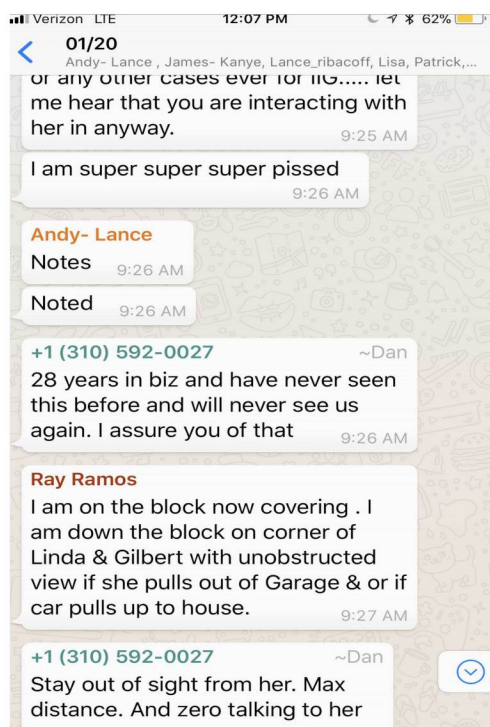 Verizon LTE 12:07 PM 62%
01/20
Andy- Lance , James- Kanye, Lance_ribacoff, Lisa, Patrick,...
or any other cases ever for IIG..... let
me hear that you are interacting with
her in anyway.
9:25 AM
I am super super super pissed
9:26 AM
Andy- Lance
Notes 9:26 AM
Noted 9:26 AM
+1 (310) 592-0027 ~Dan
28 years in biz and have never seen
this before and will never see us
again. I assure you of that 9:26 AM
Ray Ramos
I am on the block now covering . I
am down the block on corner of
Linda & Gilbert with unobstructed
view if she pulls out of Garage & or if
car pulls up to house. 9:27 AM
+1 (310) 592-0027 ~Dan
Stay out of sight from her. Max
distance. And zero talking to her